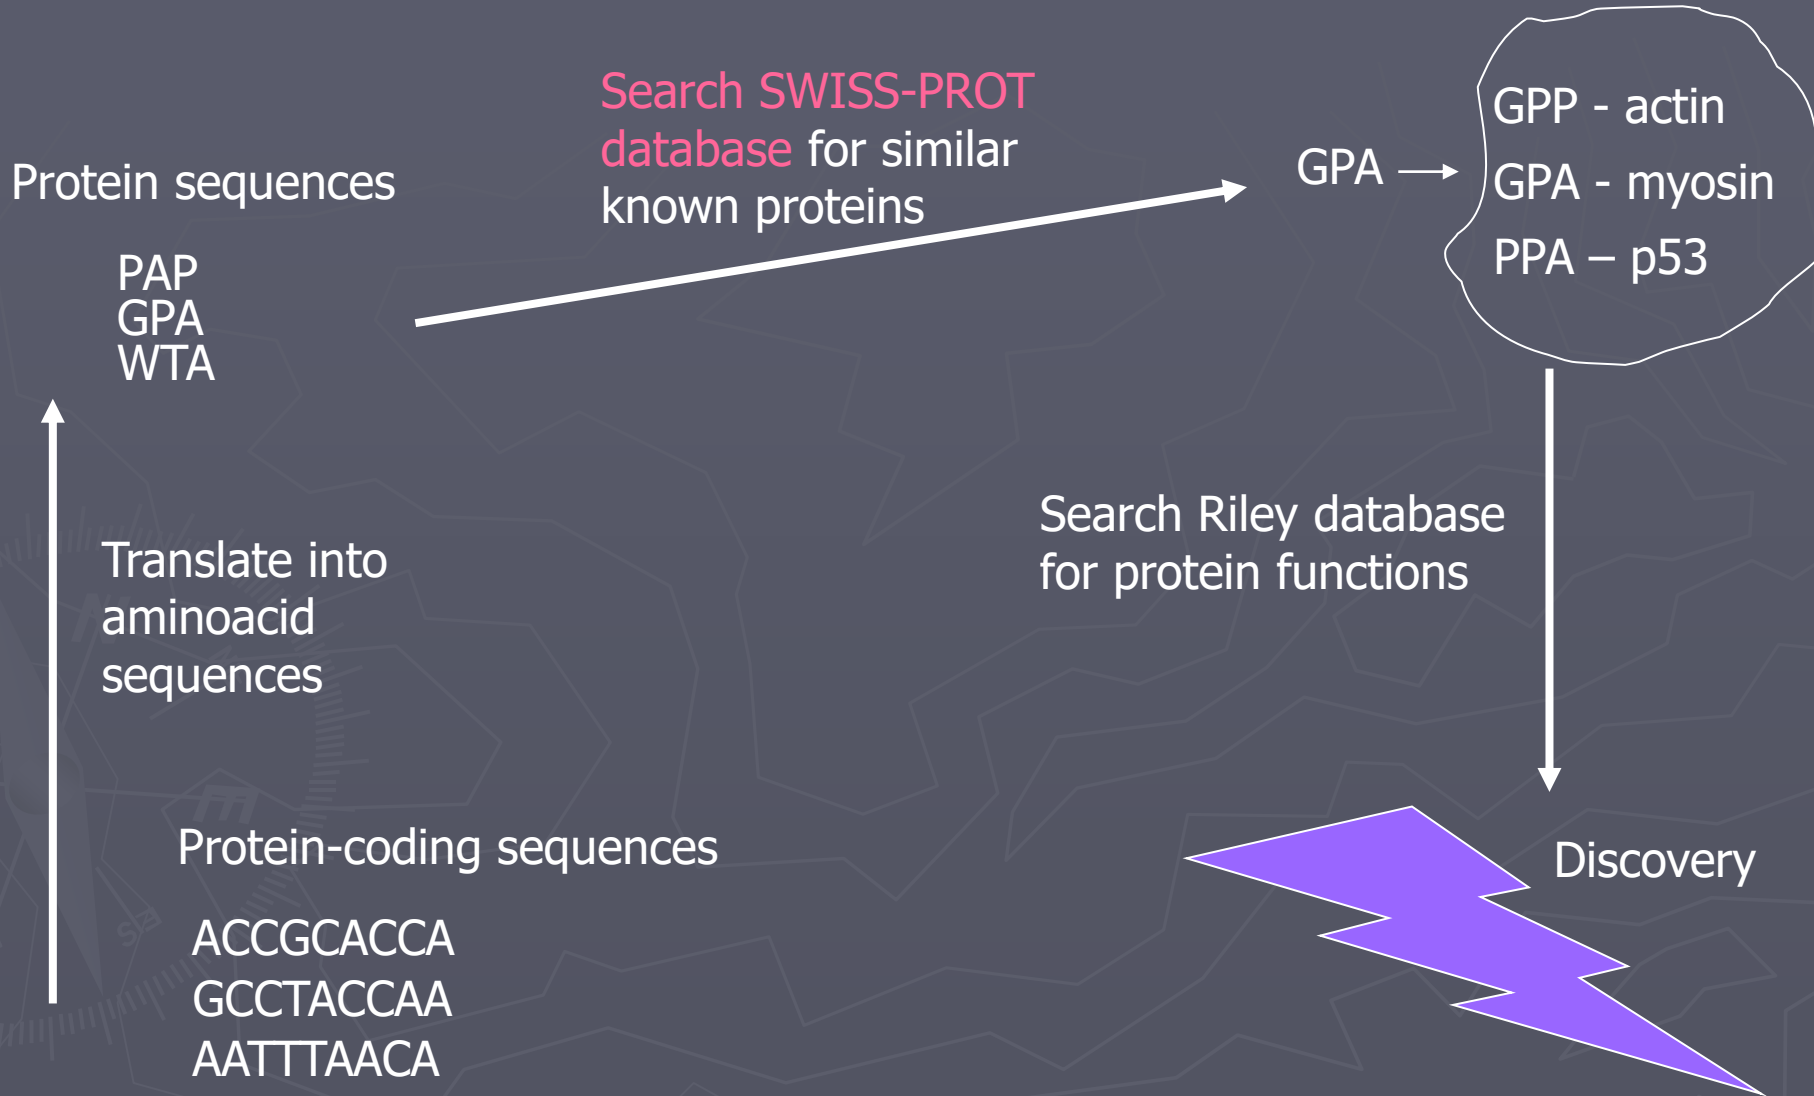 Protein sequences
PAP
GPA
WTA
Search SWISS-PROT
database for similar
known proteins
GPA
GPP - actin
GPA - myosin
PPA – p53
Translate into
aminoacid
sequences
Search Riley database
for protein functions
Protein-coding sequences
ACCGCACCA
GCCTACCAA
AATTTAACA
Discovery
N
E
SE